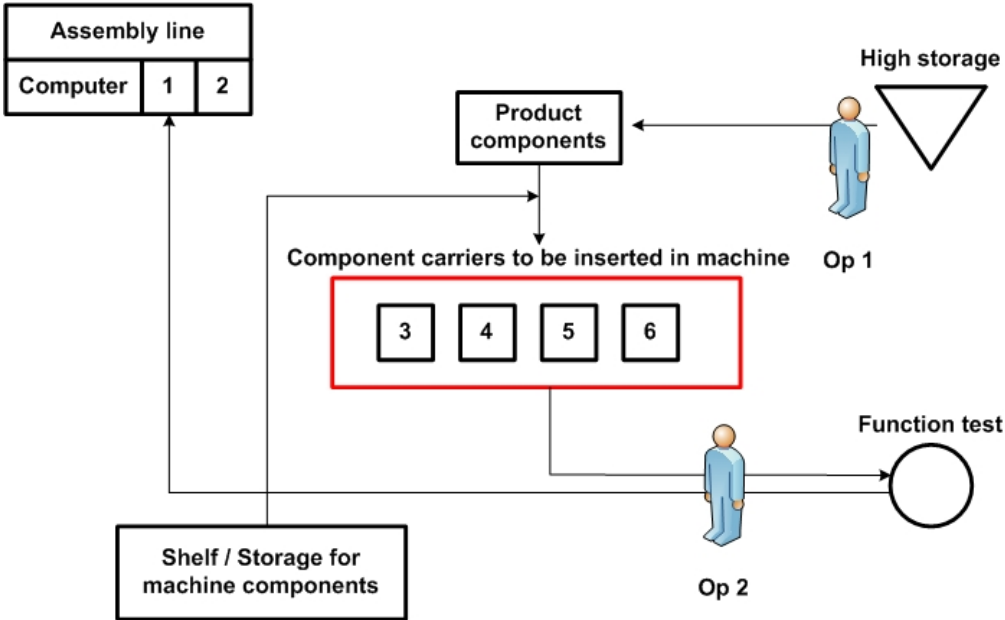 Assembly line
Computer 1 2
High storage
Product
components
Op 1
Component carriers to be inserted in machine
3 4 5 6
Function test
Shelf / Storage for
machine components
Op 2